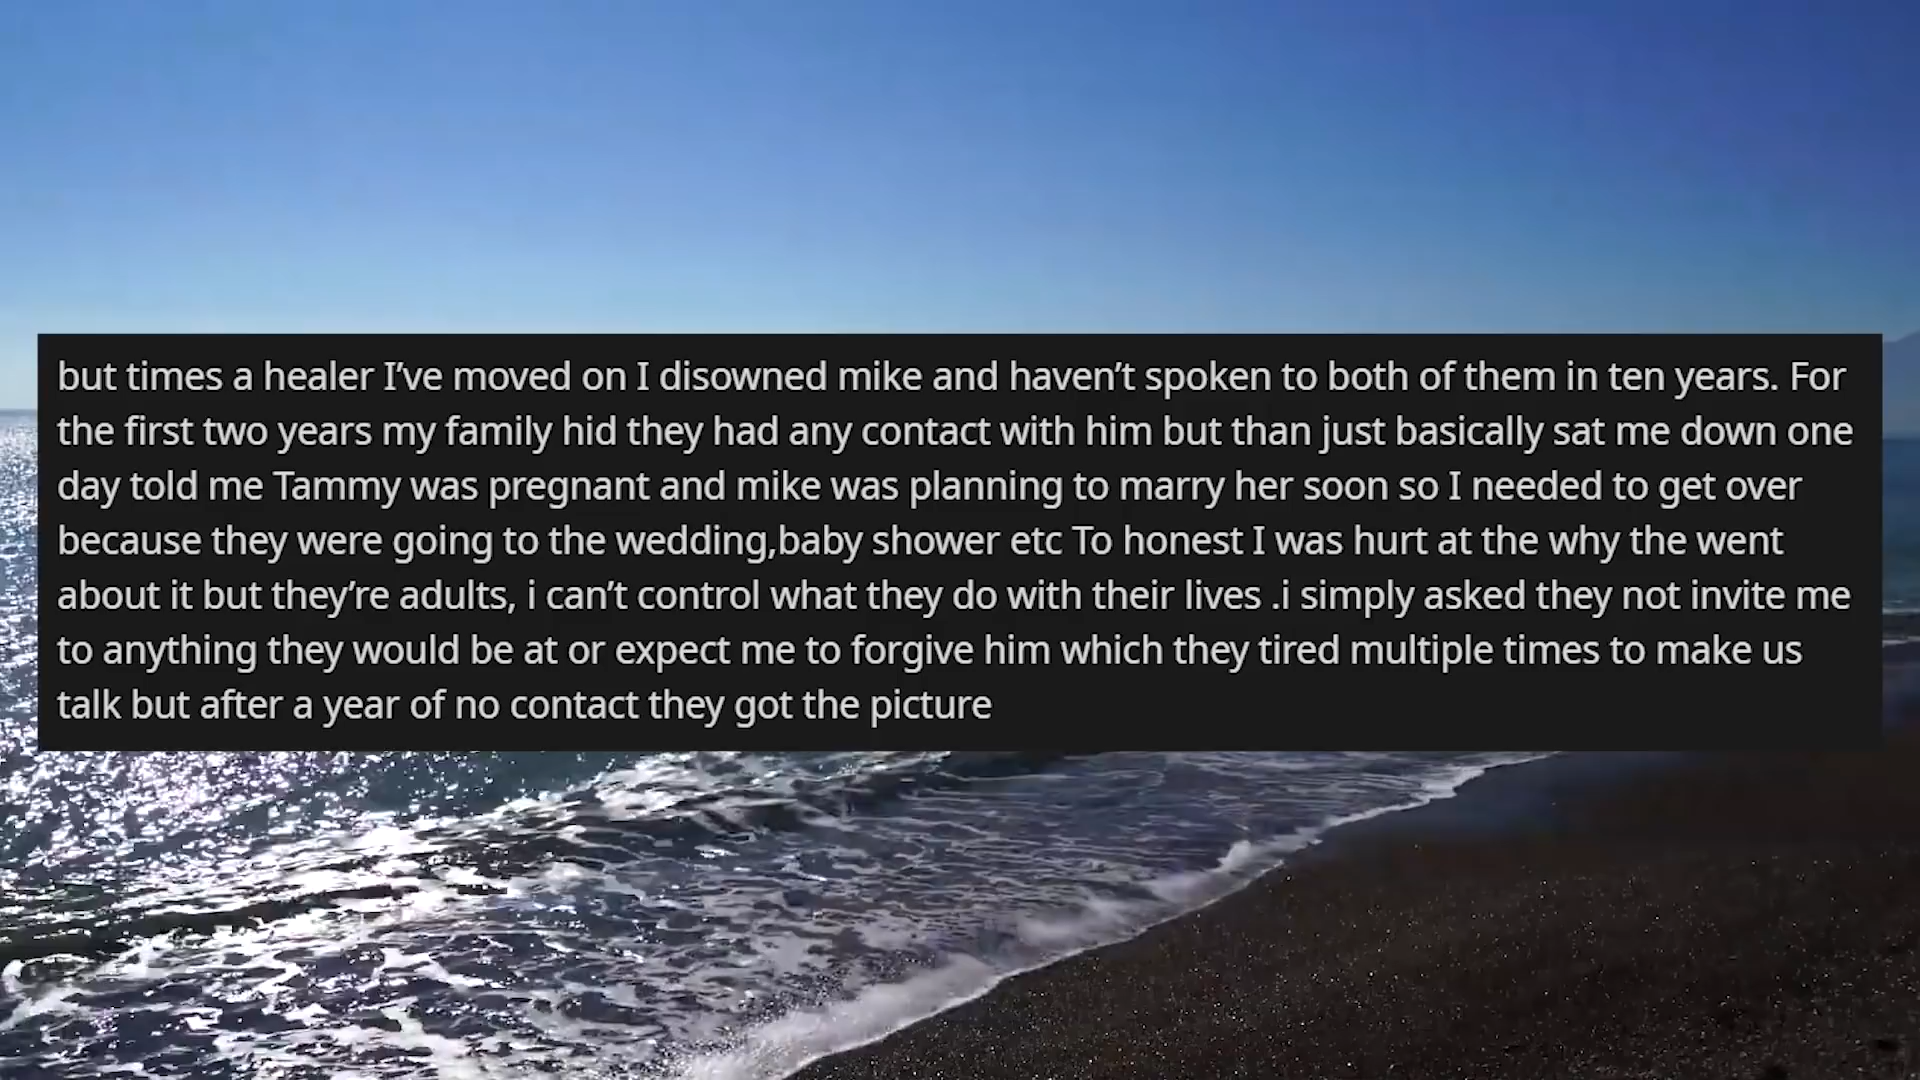 but times a healer I’ve moved on I disowned mike and haven’t spoken to both of them in ten years. For
the first two years my family hid they had any contact with him but than just basically sat me down one
day told me Tammy was pregnant and mike was planning to marry her soon so I needed to get over
because they were going to the wedding,baby shower etc To honest I was hurt at the why the went
about it but they’re adults, i can’t control what they do with their lives .i simply asked they not invite me
to anything they would be at or expect me to forgive him which they tired multiple times to make us
talk but after a year of no contact they got the picture